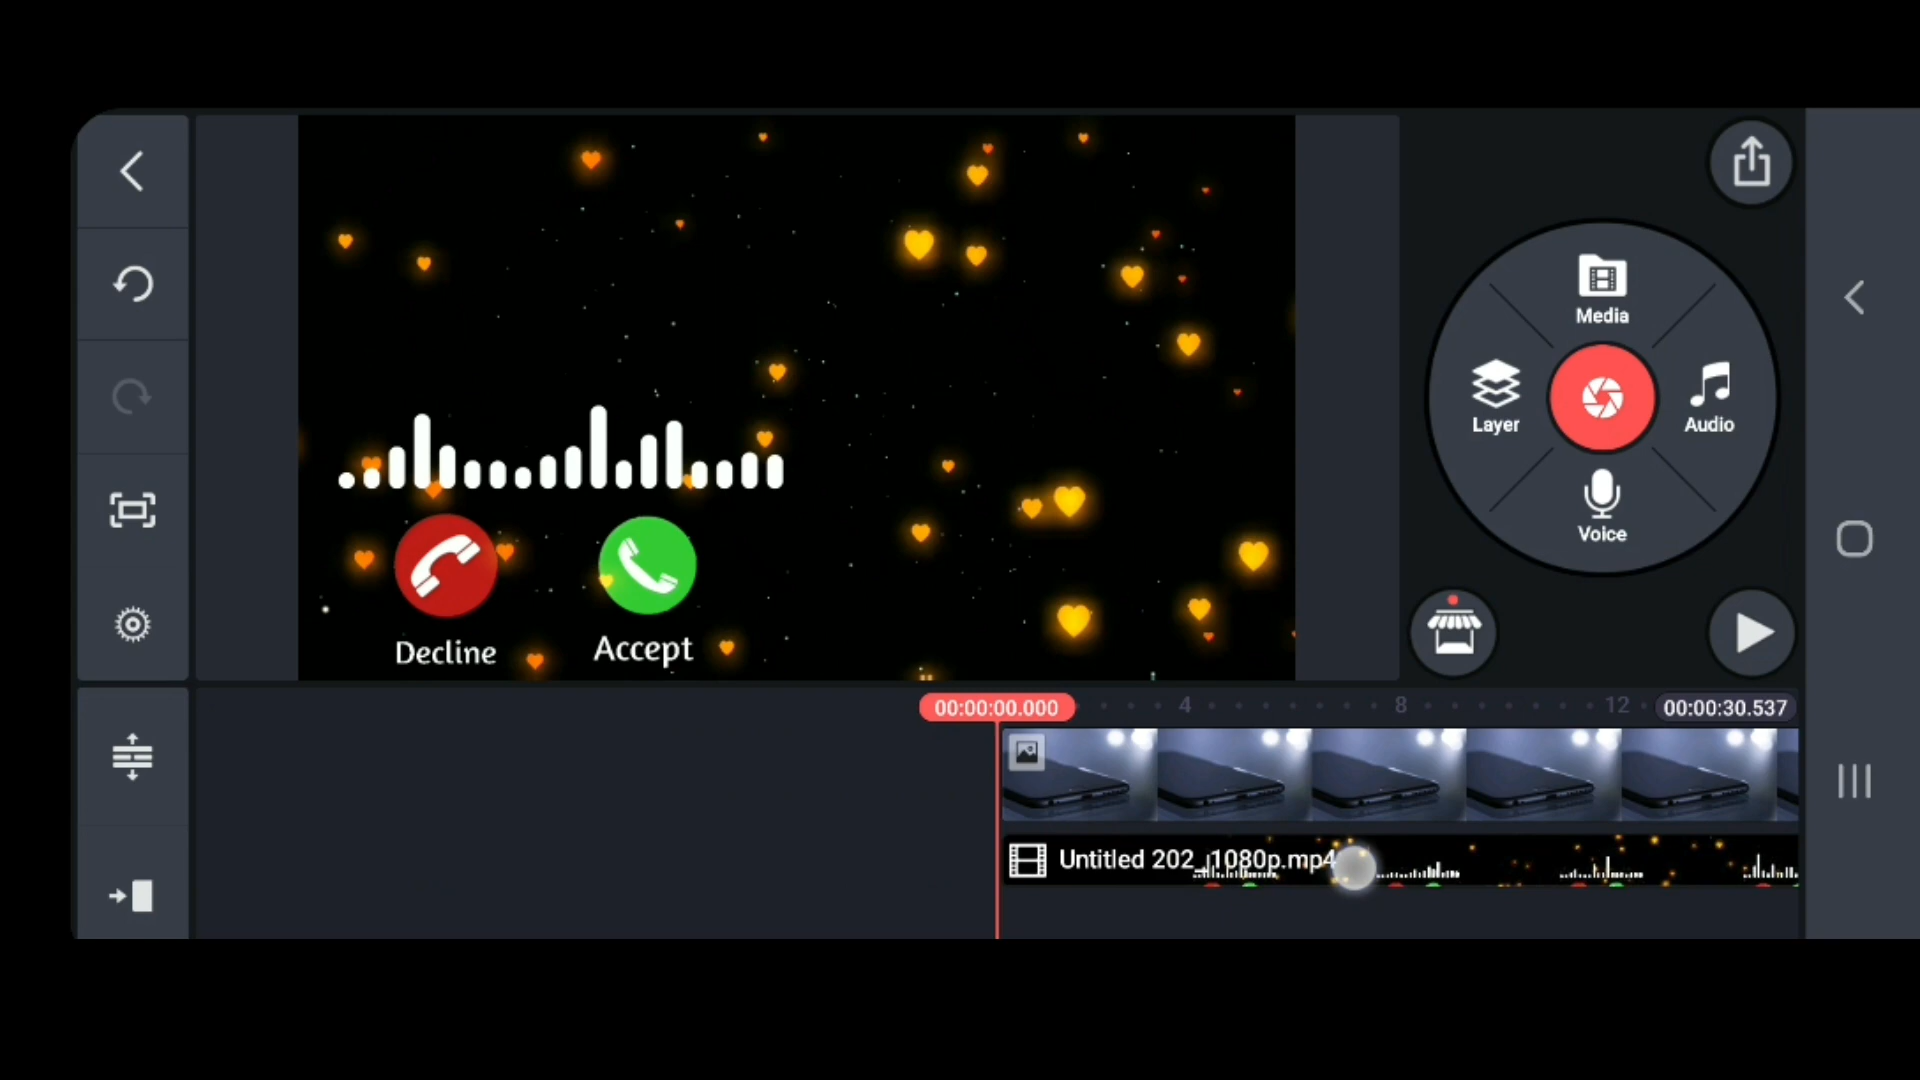 Media
Layer
Audio
Voice
Decline
Accept
00:00:00.000
4
8
12
00:00:30.537
Untitled 202_1080p.mp4